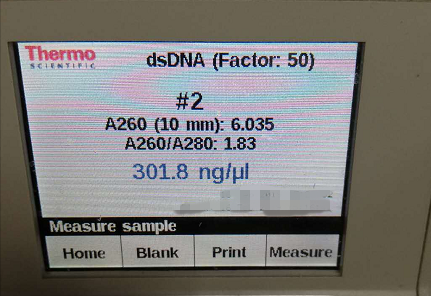 Thermo
SCIENTIFIC
dsDNA (Factor: 50)
#2
A260 (10 mm): 6.035
A260/A280: 1.83
301.8 ng/µl
Measure sample
Home
Blank
Print
Measure